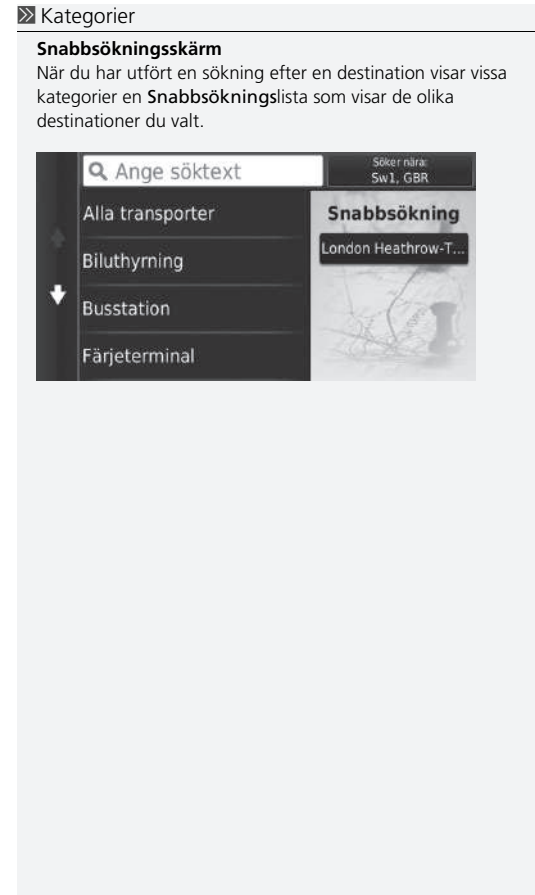 Kategorier
Snabbsökningsskärm
När du har utfört en sökning efter en destination visar vissa
kategorier en Snabbsökningslista som visar de olika
destinationer du valt.
Ange söktext
Söker nära:
Sw1, GBR
Alla transporter
Biluthyrning
Busstation
Färjeterminal
Snabbsökning
London Heathrow-T...